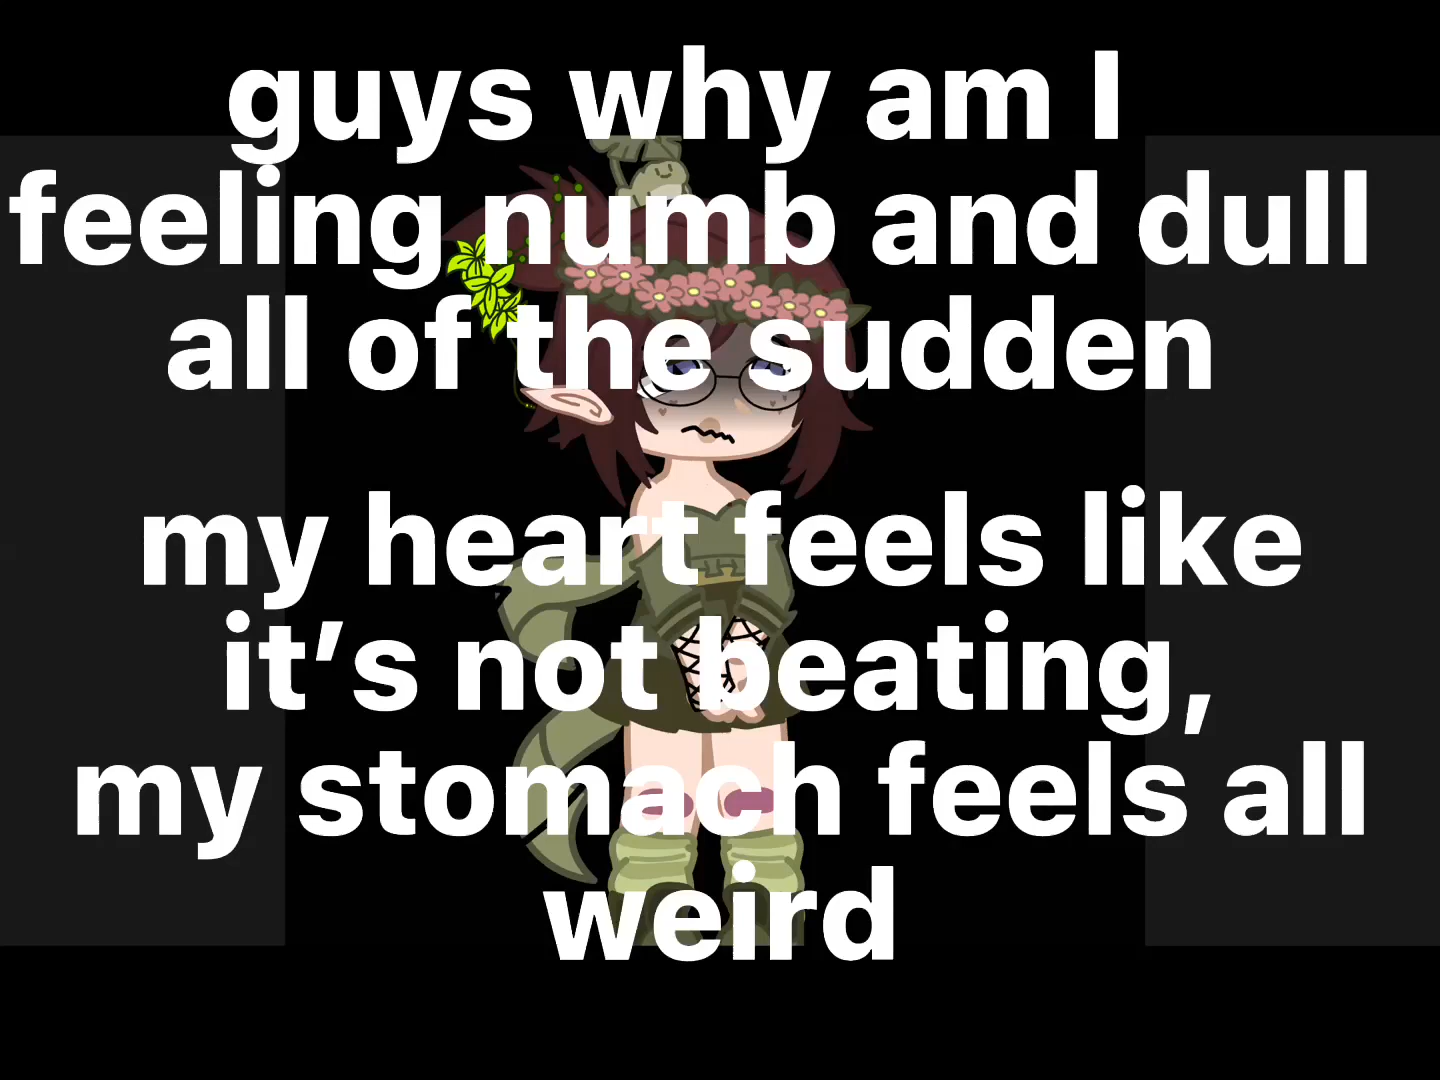 guys why am I
feeling numb and dull
all of the sudden
my heart feels like
it’s not beating,
my stomach feels all
weird